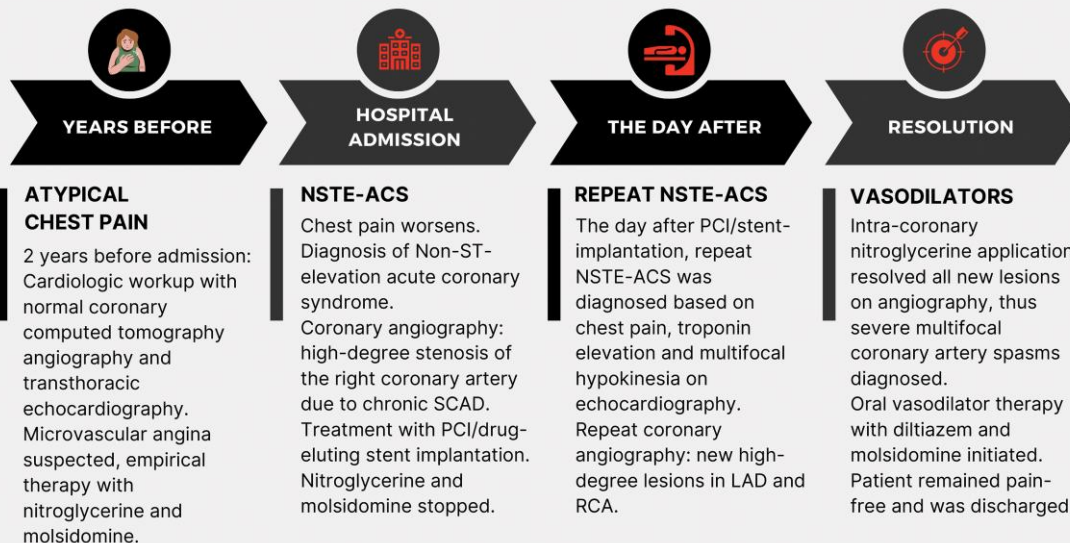 YEARS BEFORE
ATYPICAL
CHEST PAIN
2 years before admission:
Cardiologic workup with
normal coronary
computed tomography
angiography and
transthoracic
echocardiography.
Microvascular angina
suspected, empirical
therapy with
nitroglycerine and
molsidomine.
HOSPITAL
ADMISSION
NSTE-ACS
Chest pain worsens.
Diagnosis of Non-ST-
elevation acute coronary
syndrome.
Coronary angiography:
high-degree stenosis of
the right coronary artery
due to chronic SCAD.
Treatment with PCI/drug-
eluting stent implantation.
Nitroglycerine and
molsidomine stopped.
THE DAY AFTER
REPEAT NSTE-ACS
The day after PCI/stent-
implantation, repeat
NSTE-ACS was
diagnosed based on
chest pain, troponin
elevation and multifocal
hypokinesia on
echocardiography.
Repeat coronary
angiography: new high-
degree lesions in LAD and
RCA.
RESOLUTION
VASODILATORS
Intra-coronary
nitroglycerine application
resolved all new lesions
on angiography, thus
severe multifocal
coronary artery spasms
diagnosed.
Oral vasodilator therapy
with diltiazem and
molsidomine initiated.
Patient remained pain-
free and was discharged